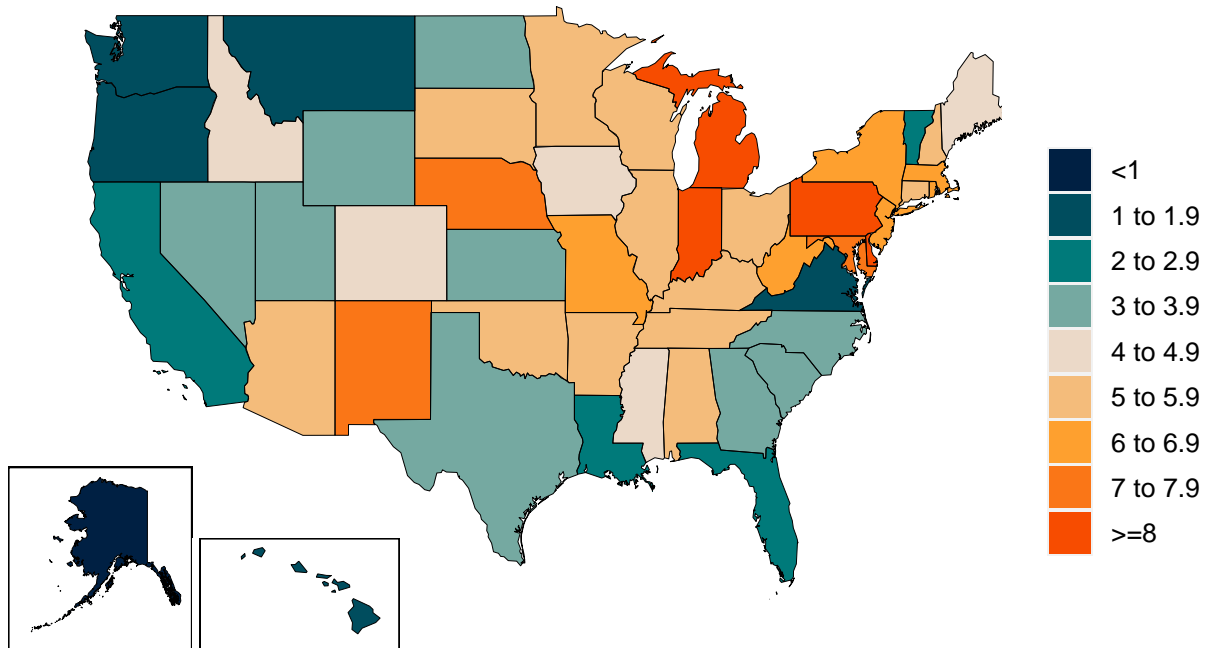 <1
1 to 1.9
2 to 2.9
3 to 3.9
4 to 4.9
5 to 5.9
6 to 6.9
7 to 7.9
>=8